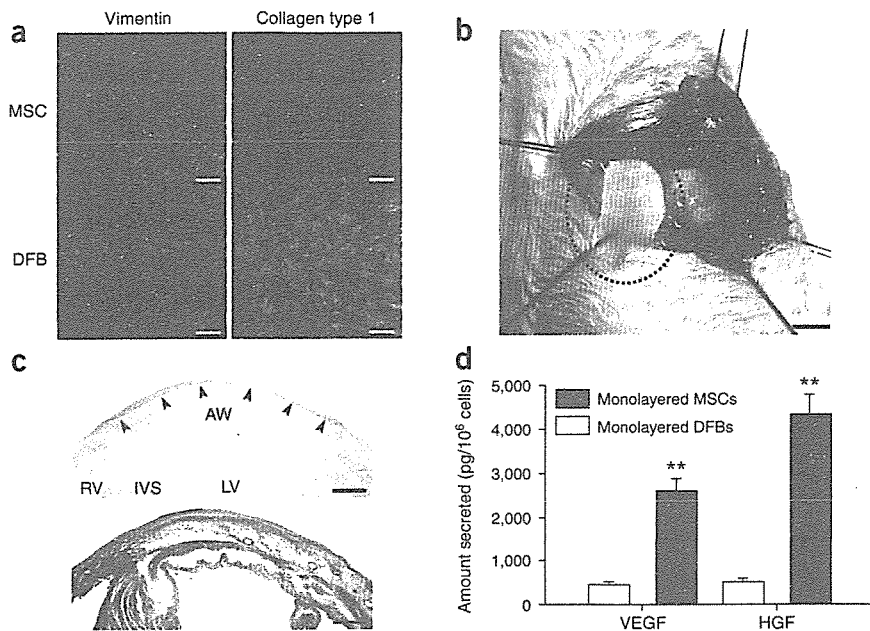 a
Vimentin
Collagen type 1
MSC
DFB
b
c
AW
RV
IVS
LV
d
Amount secreted (pg/10⁶ cells)
5,000
4,000
3,000
2,000
1,000
0
Monolayered MSCs
Monolayered DFBs
**
**
VEGF
HGF